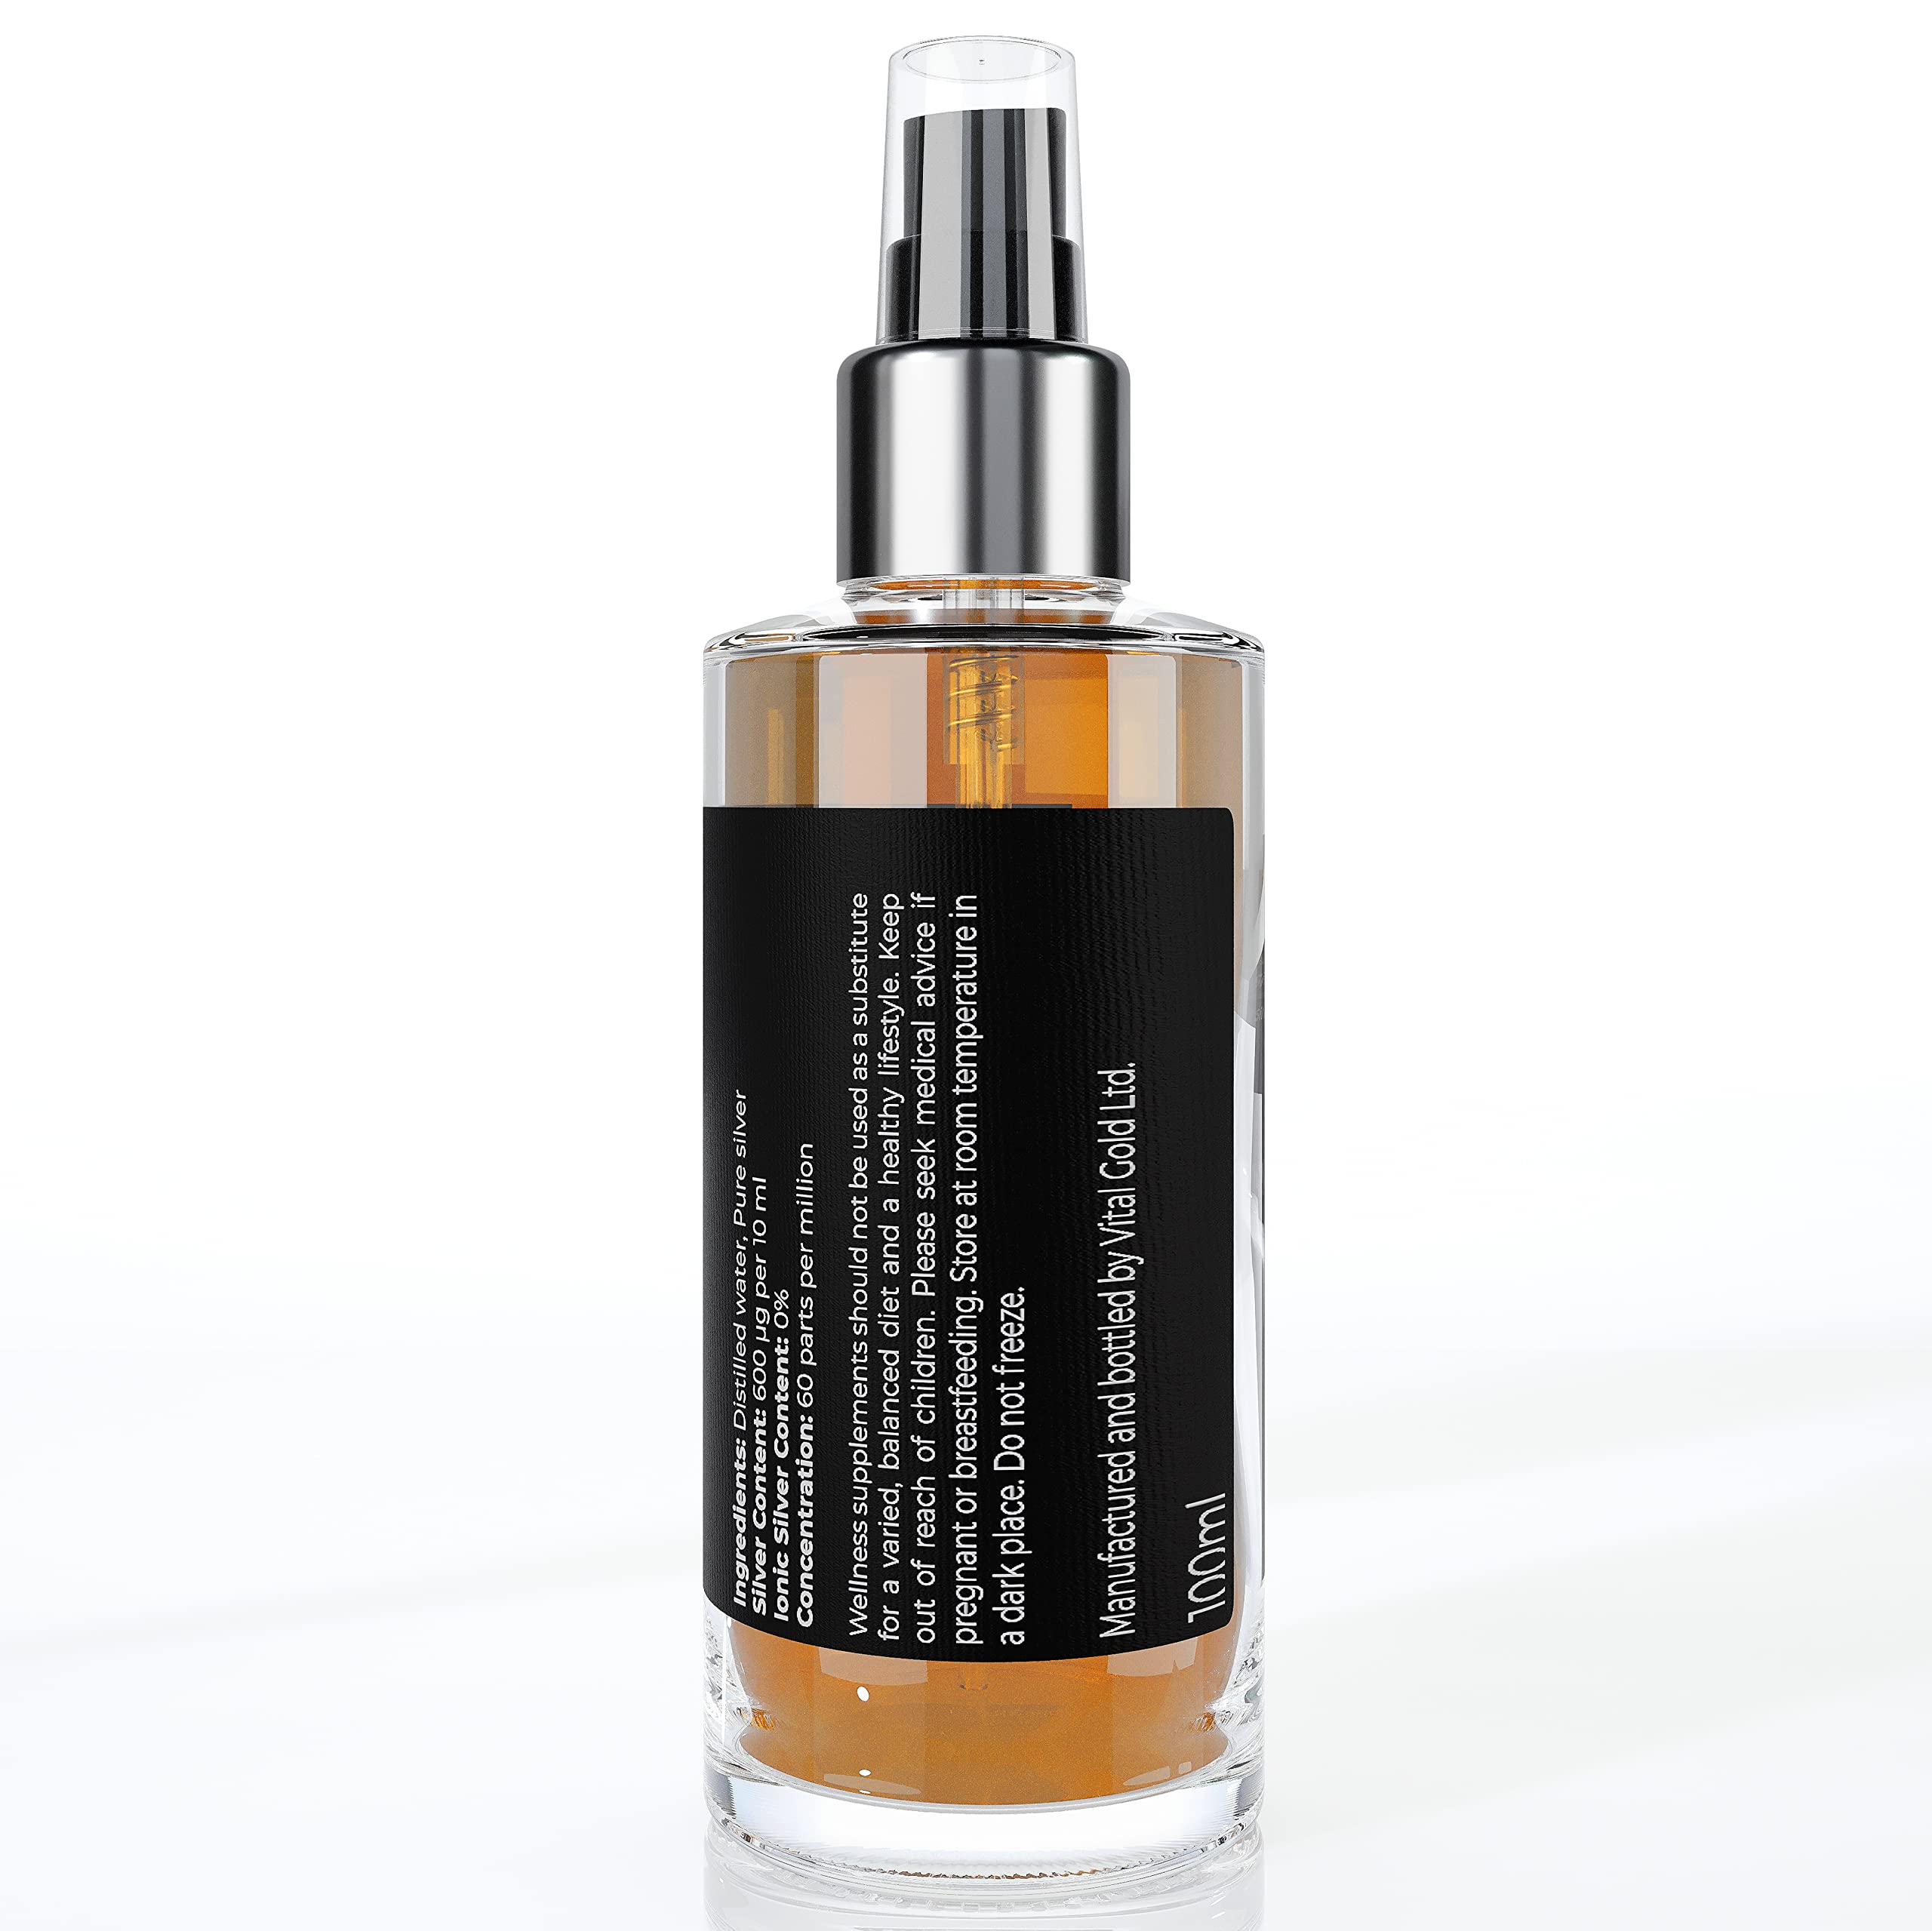 Ingredients: Distilled water, Pure silver
Silver Content: 600 µg per 10 ml
Ionic Silver Content: 0%
Concentration: 60 parts per million
Wellness supplements should not be used as a substitute
for a varied, balanced diet and a healthy lifestyle. Keep
out of reach of children. Please seek medical advice if
pregnant or breastfeeding. Store at room temperature in
a dark place. Do not freeze.
Manufactured and bottled by Vital Gold Ltd.
100ml